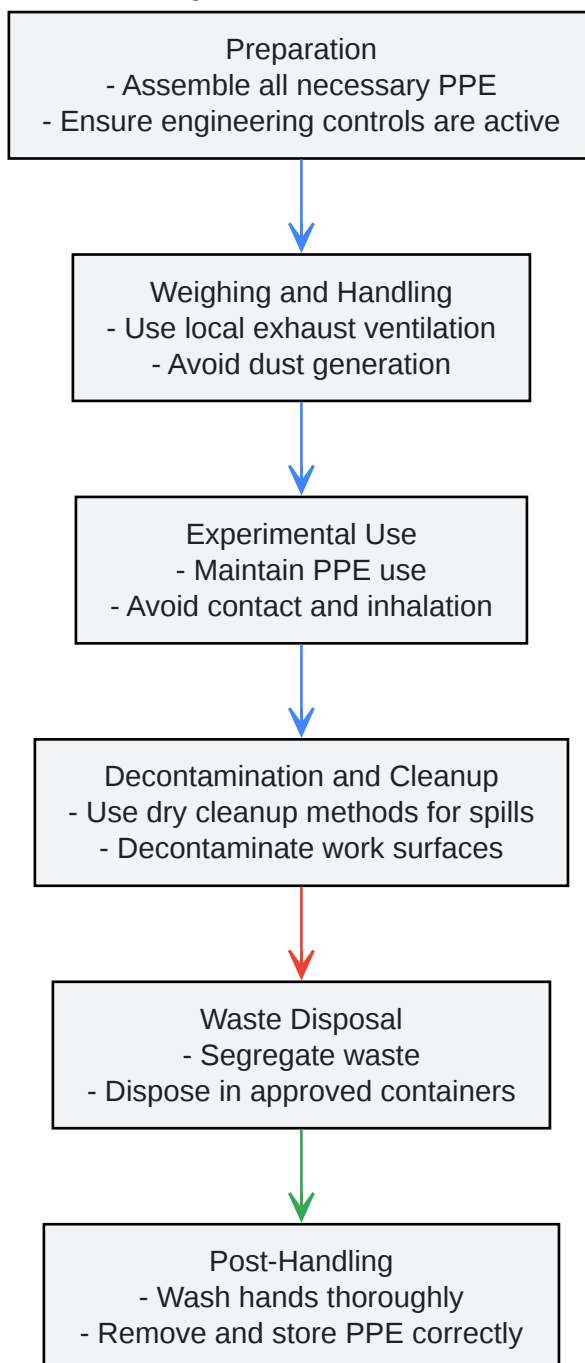 Preparation
- Assemble all necessary PPE
- Ensure engineering controls are active
Weighing and Handling
- Use local exhaust ventilation
- Avoid dust generation
Experimental Use
- Maintain PPE use
- Avoid contact and inhalation
Decontamination and Cleanup
- Use dry cleanup methods for spills
- Decontaminate work surfaces
Waste Disposal
- Segregate waste
- Dispose in approved containers
Post-Handling
- Wash hands thoroughly
- Remove and store PPE correctly